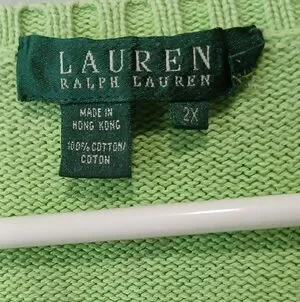 LAUREN
RALPH LAUREN
MADE IN
HONG KONG
2X
100% COTTON/
COTON